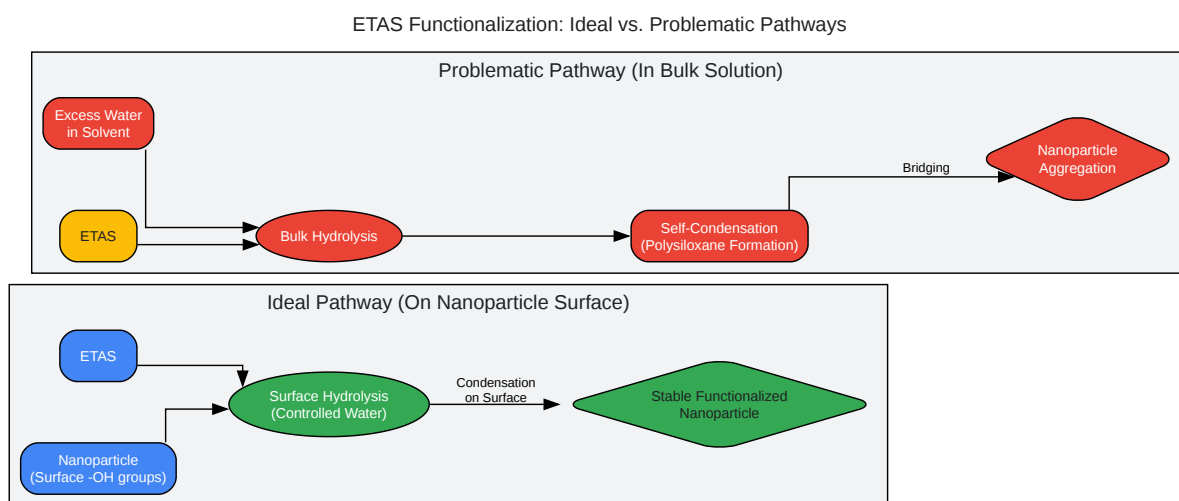 ETAS Functionalization: Ideal vs. Problematic Pathways
Problematic Pathway (In Bulk Solution)
Excess Water
in Solvent
ETAS
Bulk Hydrolysis
Self-Condensation
(Polysiloxane Formation)
Bridging
Nanoparticle
Aggregation
Ideal Pathway (On Nanoparticle Surface)
ETAS
Nanoparticle
(Surface -OH groups)
Surface Hydrolysis
(Controlled Water)
Condensation
on Surface
Stable Functionalized
Nanoparticle